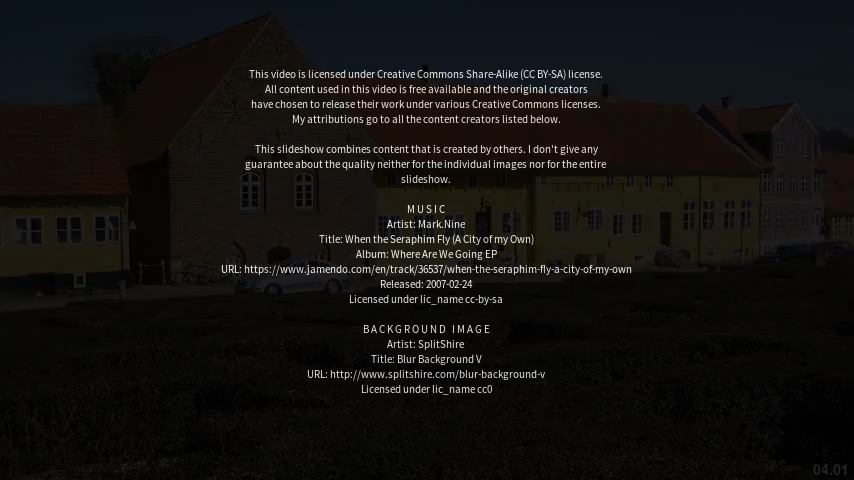 This video is licensed under Creative Commons Share-Alike (CC BY-SA) license.
All content used in this video is free available and the original creators
have chosen to release their work under various Creative Commons licenses.
My attributions go to all the content creators listed below.
This slideshow combines content that is created by others. I don't give any
guarantee about the quality neither for the individual images nor for the entire
slideshow.
MUSIC
Artist: Mark.Nine
Title: When the Seraphim Fly (A City of my Own)
Album: Where Are We Going EP
URL: https://www.jamendo.com/en/track/36537/when-the-seraphim-fly-a-city-of-my-own
Released: 2007-02-24
Licensed under lic_name cc-by-sa
BACKGROUND IMAGE
Artist: SplitShire
Title: Blur Background V
URL: http://www.splitshire.com/blur-background-v
Licensed under lic_name cc0
04.01